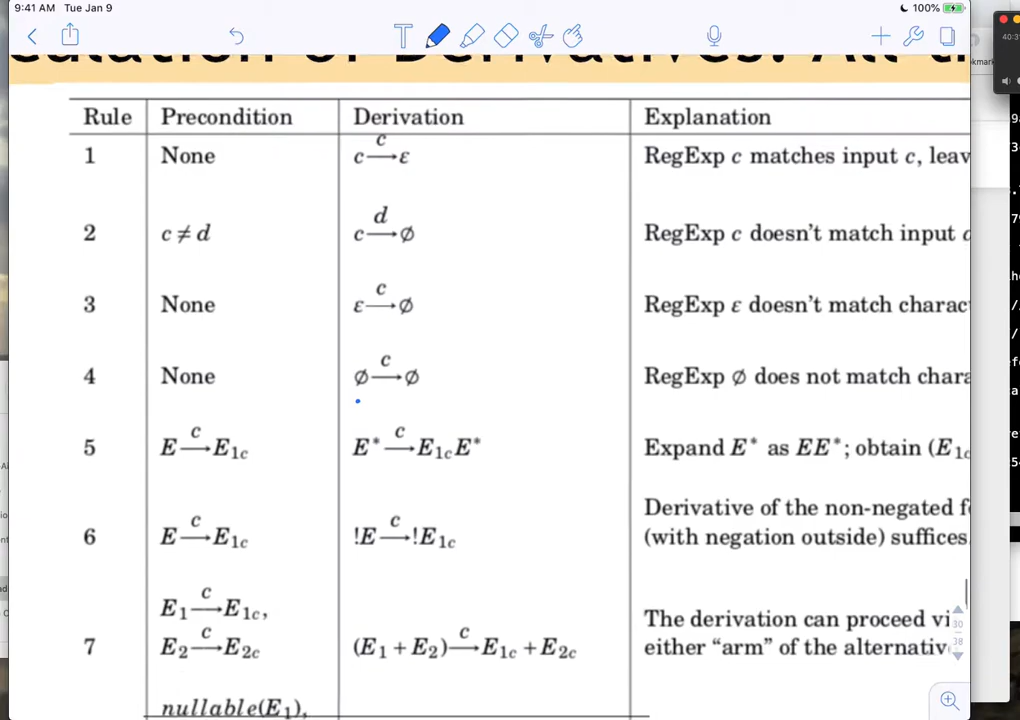 9:41 AM Tue Jan 9
100%
Rule Precondition Derivation Explanation
1 None c —c→ ε RegExp c matches input c, leav
2 c ≠ d c —d→ ∅ RegExp c doesn't match input c
3 None ε —c→ ∅ RegExp ε doesn't match charac
4 None ∅ —c→ ∅ RegExp ∅ does not match chara
5 E —c→ E₁c E* —c→ E₁cE* Expand E* as EE*; obtain (E₁c
Derivative of the non-negated f
6 E —c→ E₁c !E —c→ !E₁c (with negation outside) suffices.
E₁ —c→ E₁c, The derivation can proceed vi
7 E₂ —c→ E₂c (E₁ + E₂) —c→ E₁c + E₂c either “arm” of the alternativ
nullable(E₁),
30
38